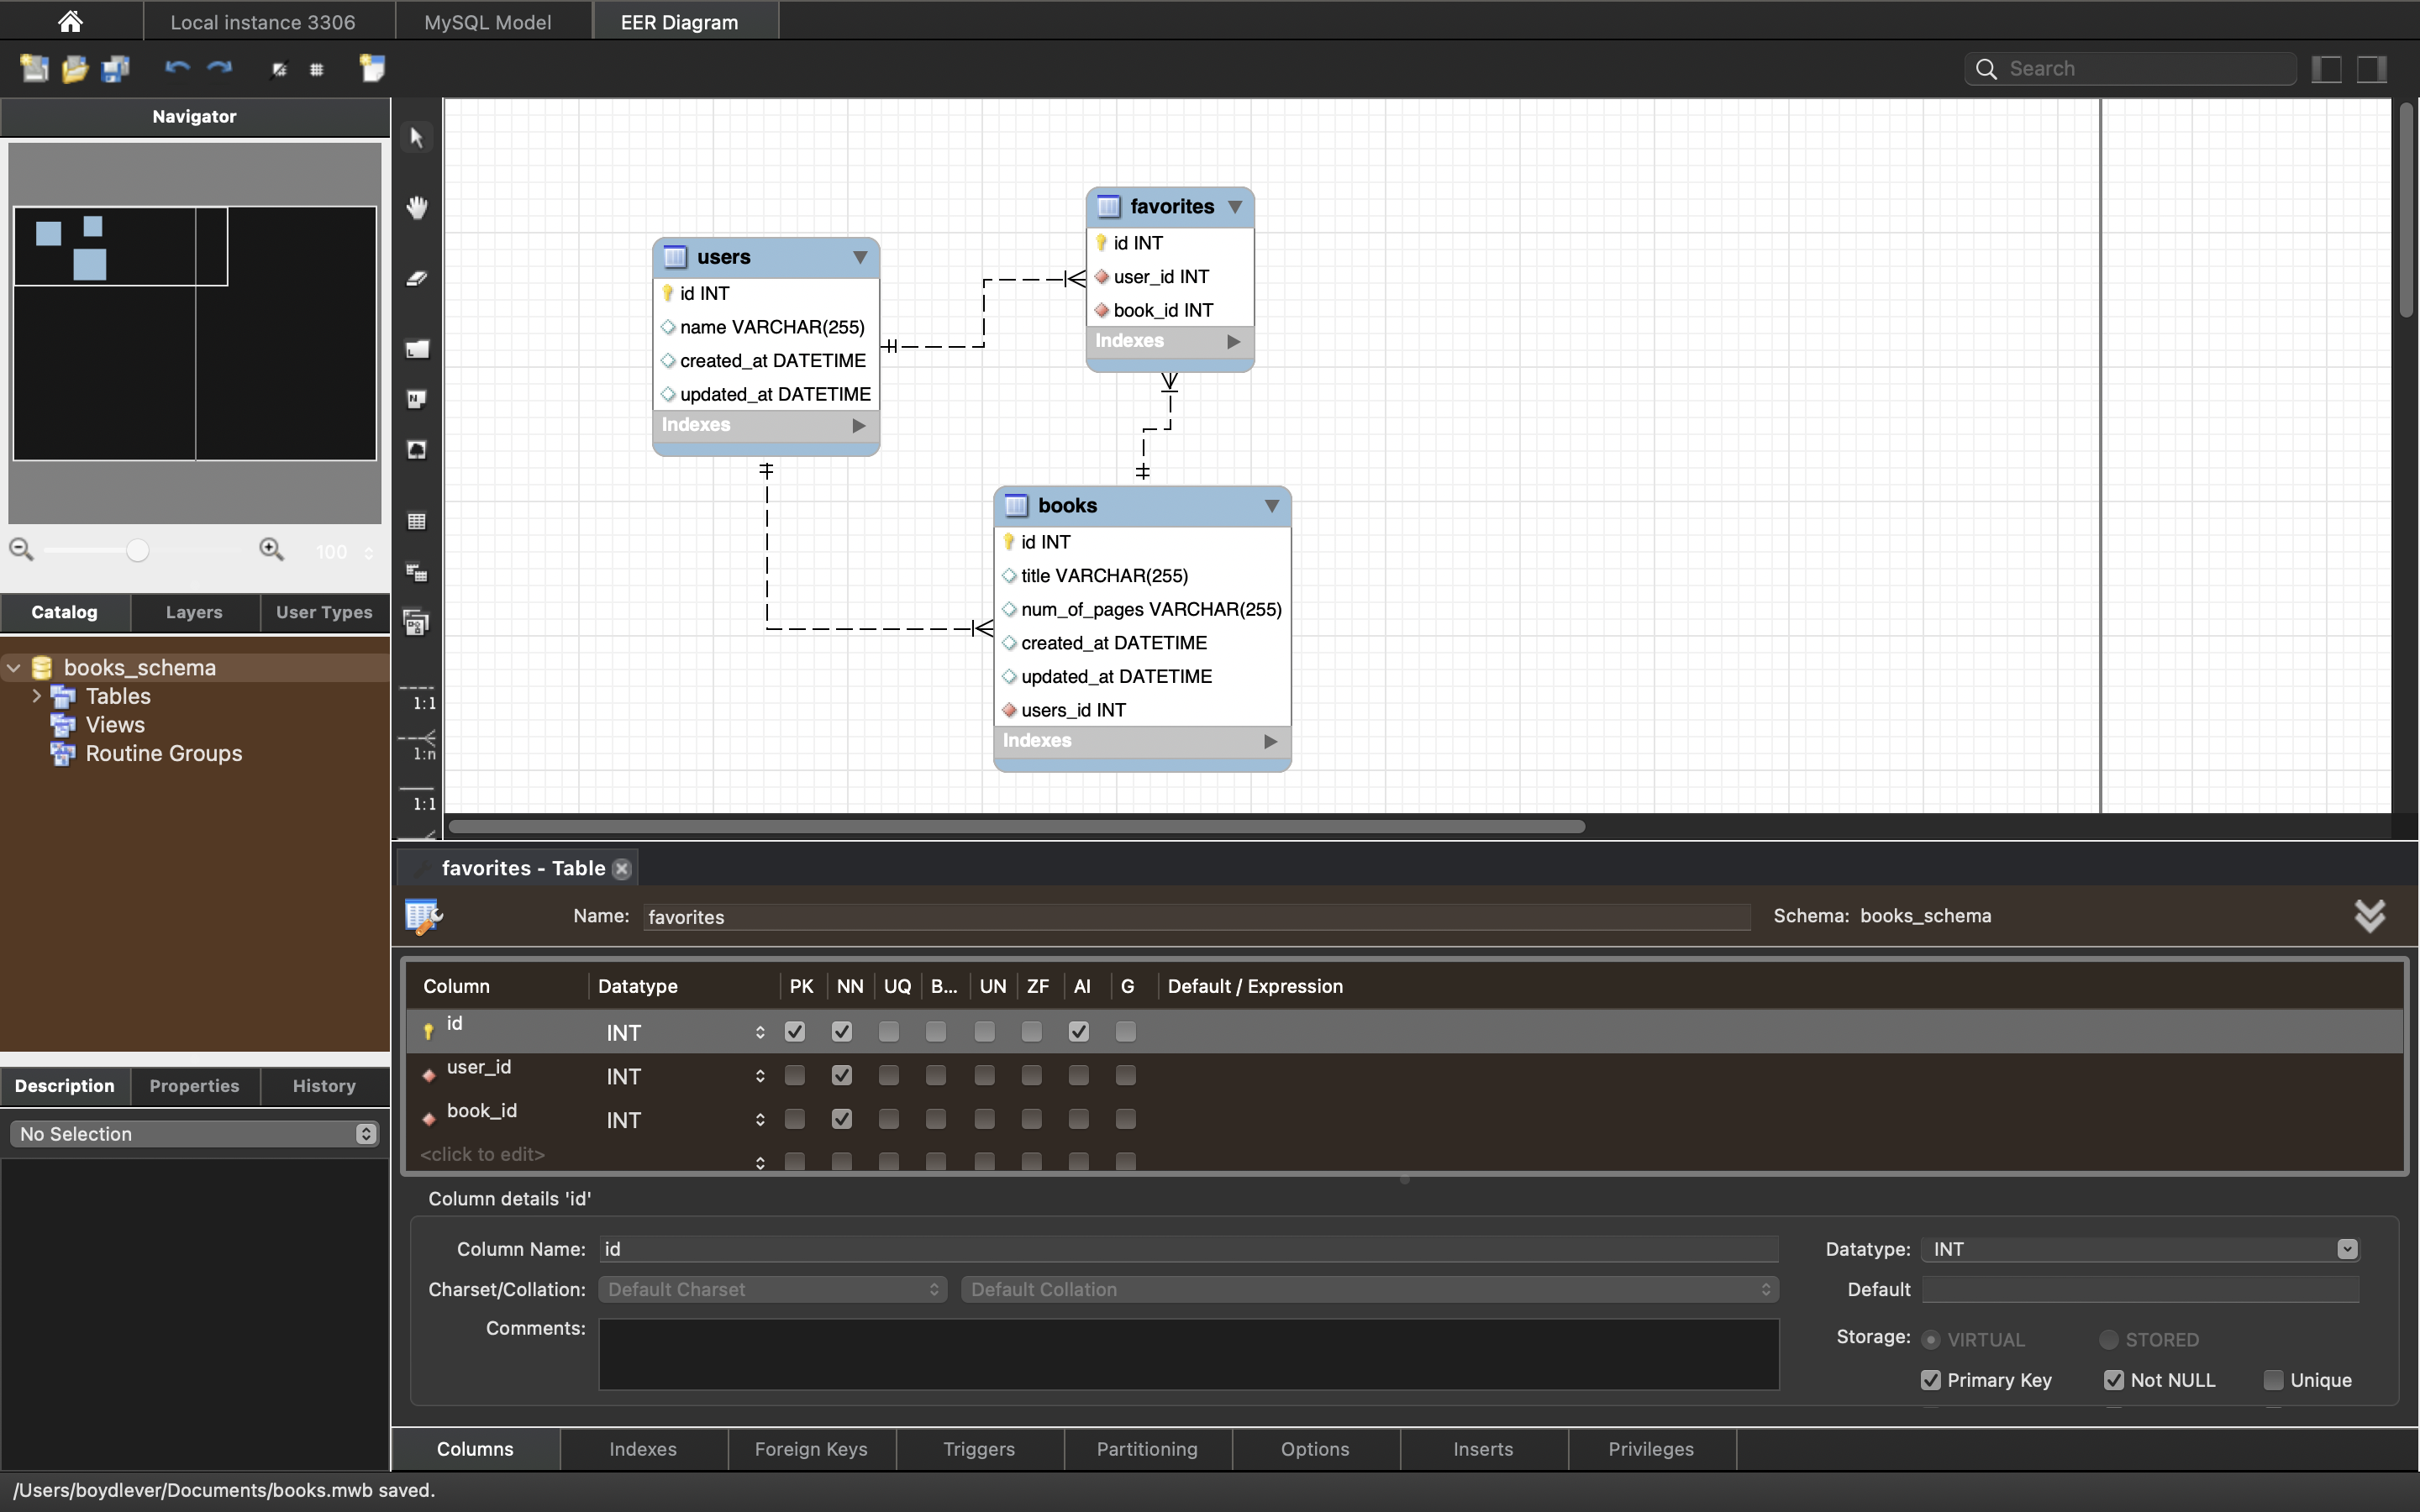 Local instance 3306
MySQL Model
EER Diagram
Search
Navigator
100
Catalog
Layers
User Types
books_schema
Tables
Views
Routine Groups
Description
Properties
History
No Selection
1:1
1:n
1:1
users
id INT
name VARCHAR(255)
created_at DATETIME
updated_at DATETIME
Indexes
favorites
id INT
user_id INT
book_id INT
Indexes
books
id INT
title VARCHAR(255)
num_of_pages VARCHAR(255)
created_at DATETIME
updated_at DATETIME
users_id INT
Indexes
favorites - Table
Name: favorites
Schema: books_schema
Column Datatype PK NN UQ B... UN ZF AI G Default / Expression
id INT
user_id INT
book_id INT
<click to edit>
Column details 'id'
Column Name: id
Datatype: INT
Charset/Collation: Default Charset Default Collation
Default
Comments:
Storage: VIRTUAL STORED
Primary Key Not NULL Unique
Columns
Indexes
Foreign Keys
Triggers
Partitioning
Options
Inserts
Privileges
/Users/boydlever/Documents/books.mwb saved.